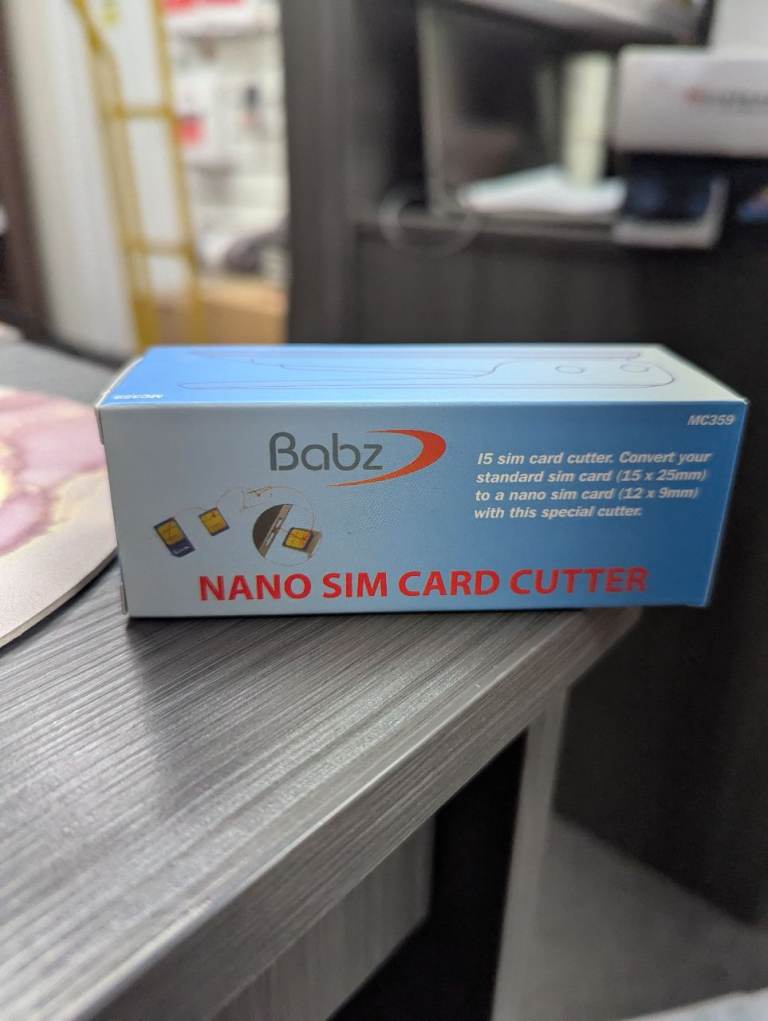 MC359
MC359
Babz
I5 sim card cutter. Convert your
standard sim card (15 x 25mm)
to a nano sim card (12 x 9mm)
with this special cutter.
NANO SIM CARD CUTTER